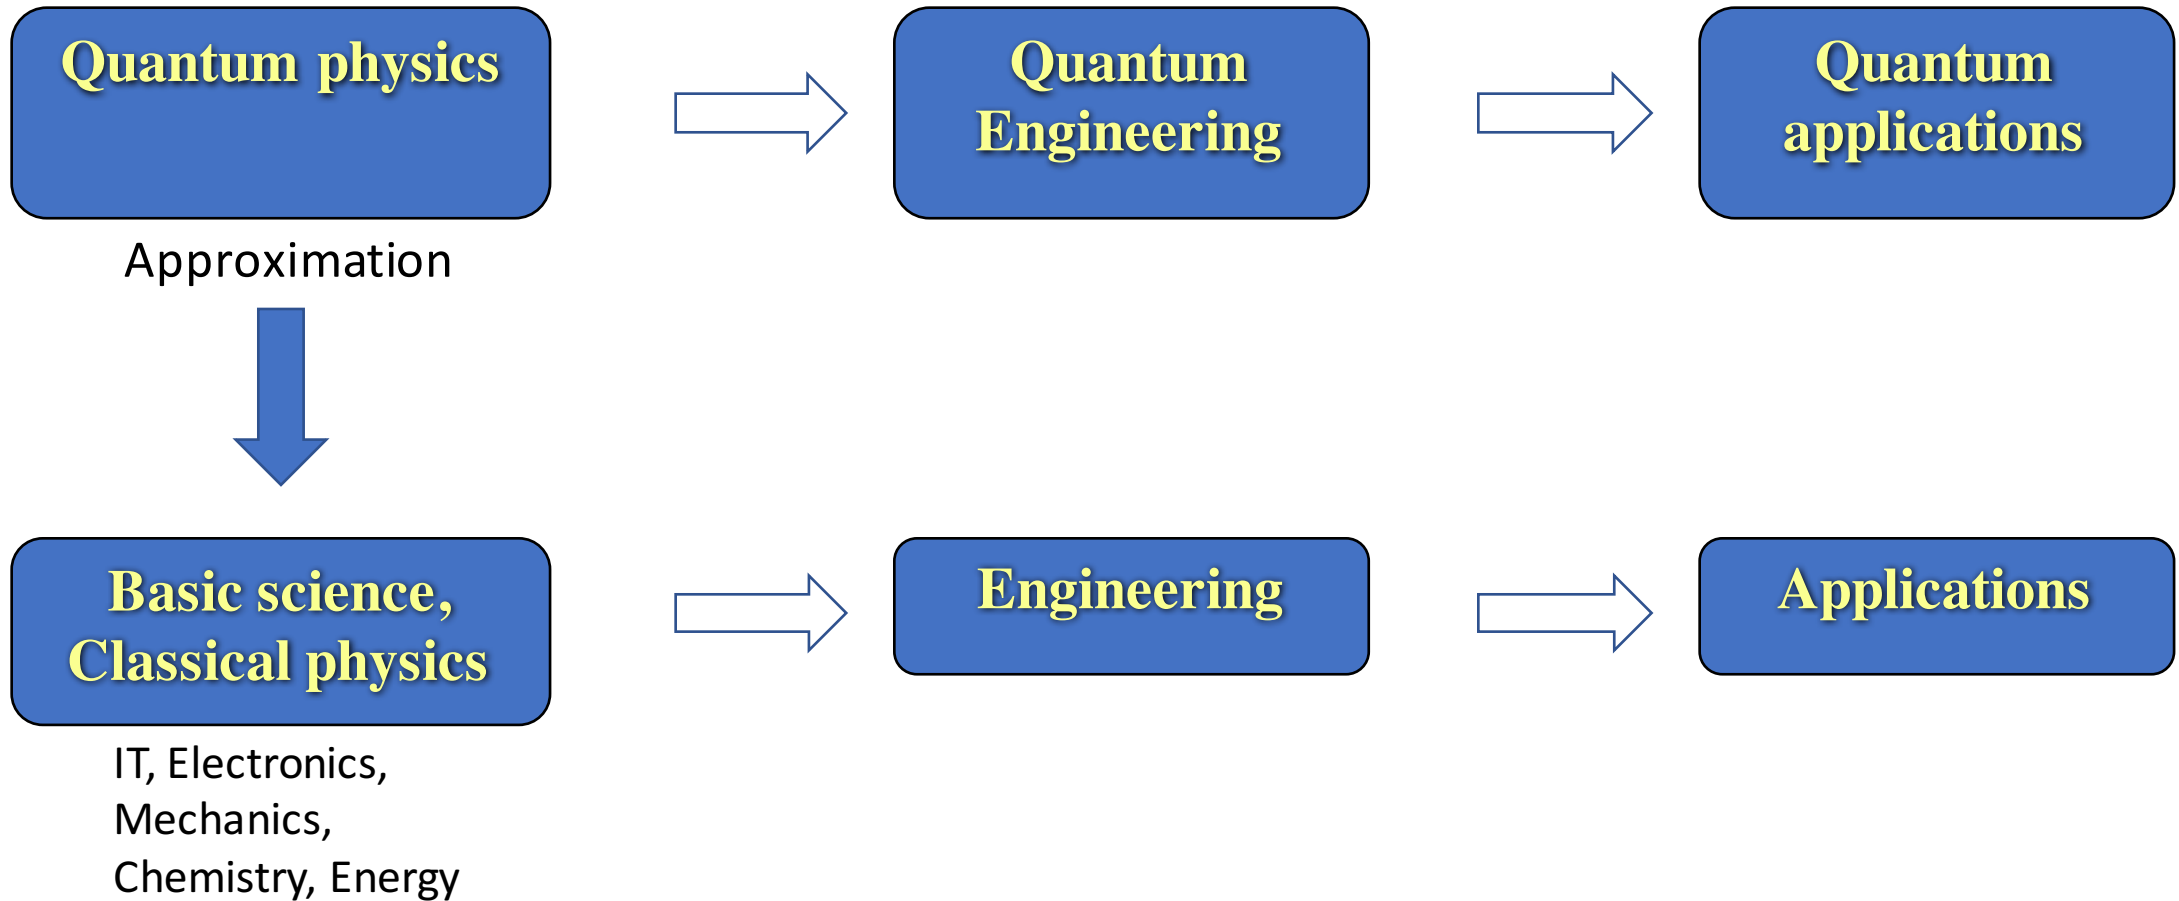 Quantum physics
Quantum
Engineering
Quantum
applications
Approximation
Basic science,
Classical physics
Engineering
Applications
IT, Electronics,
Mechanics,
Chemistry, Energy